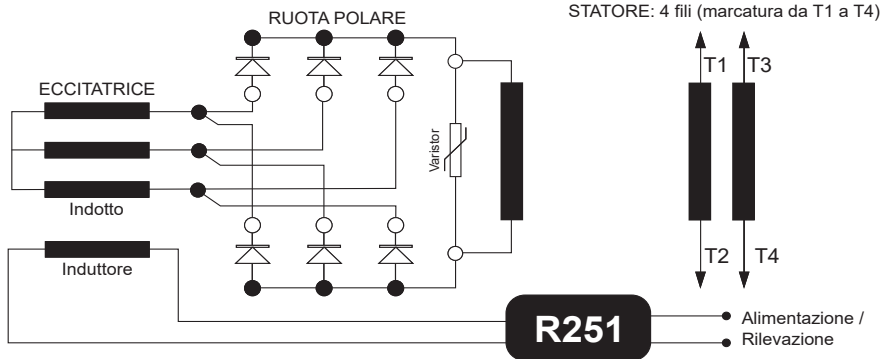 RUOTA POLARE
STATORE: 4 fili (marcatura da T1 a T4)
ECCITATRICE
T1
T3
Varistor
Indotto
T2
T4
Induttore
R251
Alimentazione /
Rilevazione